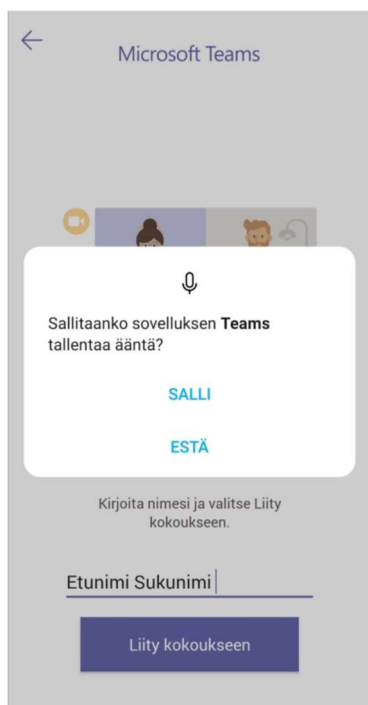 Microsoft Teams
Sallitaanko sovelluksen Teams
tallentaa ääntä?
SALLI
ESTÄ
Kirjoita nimesi ja valitse Liity
kokoukseen.
Etunimi Sukunimi
Liity kokoukseen